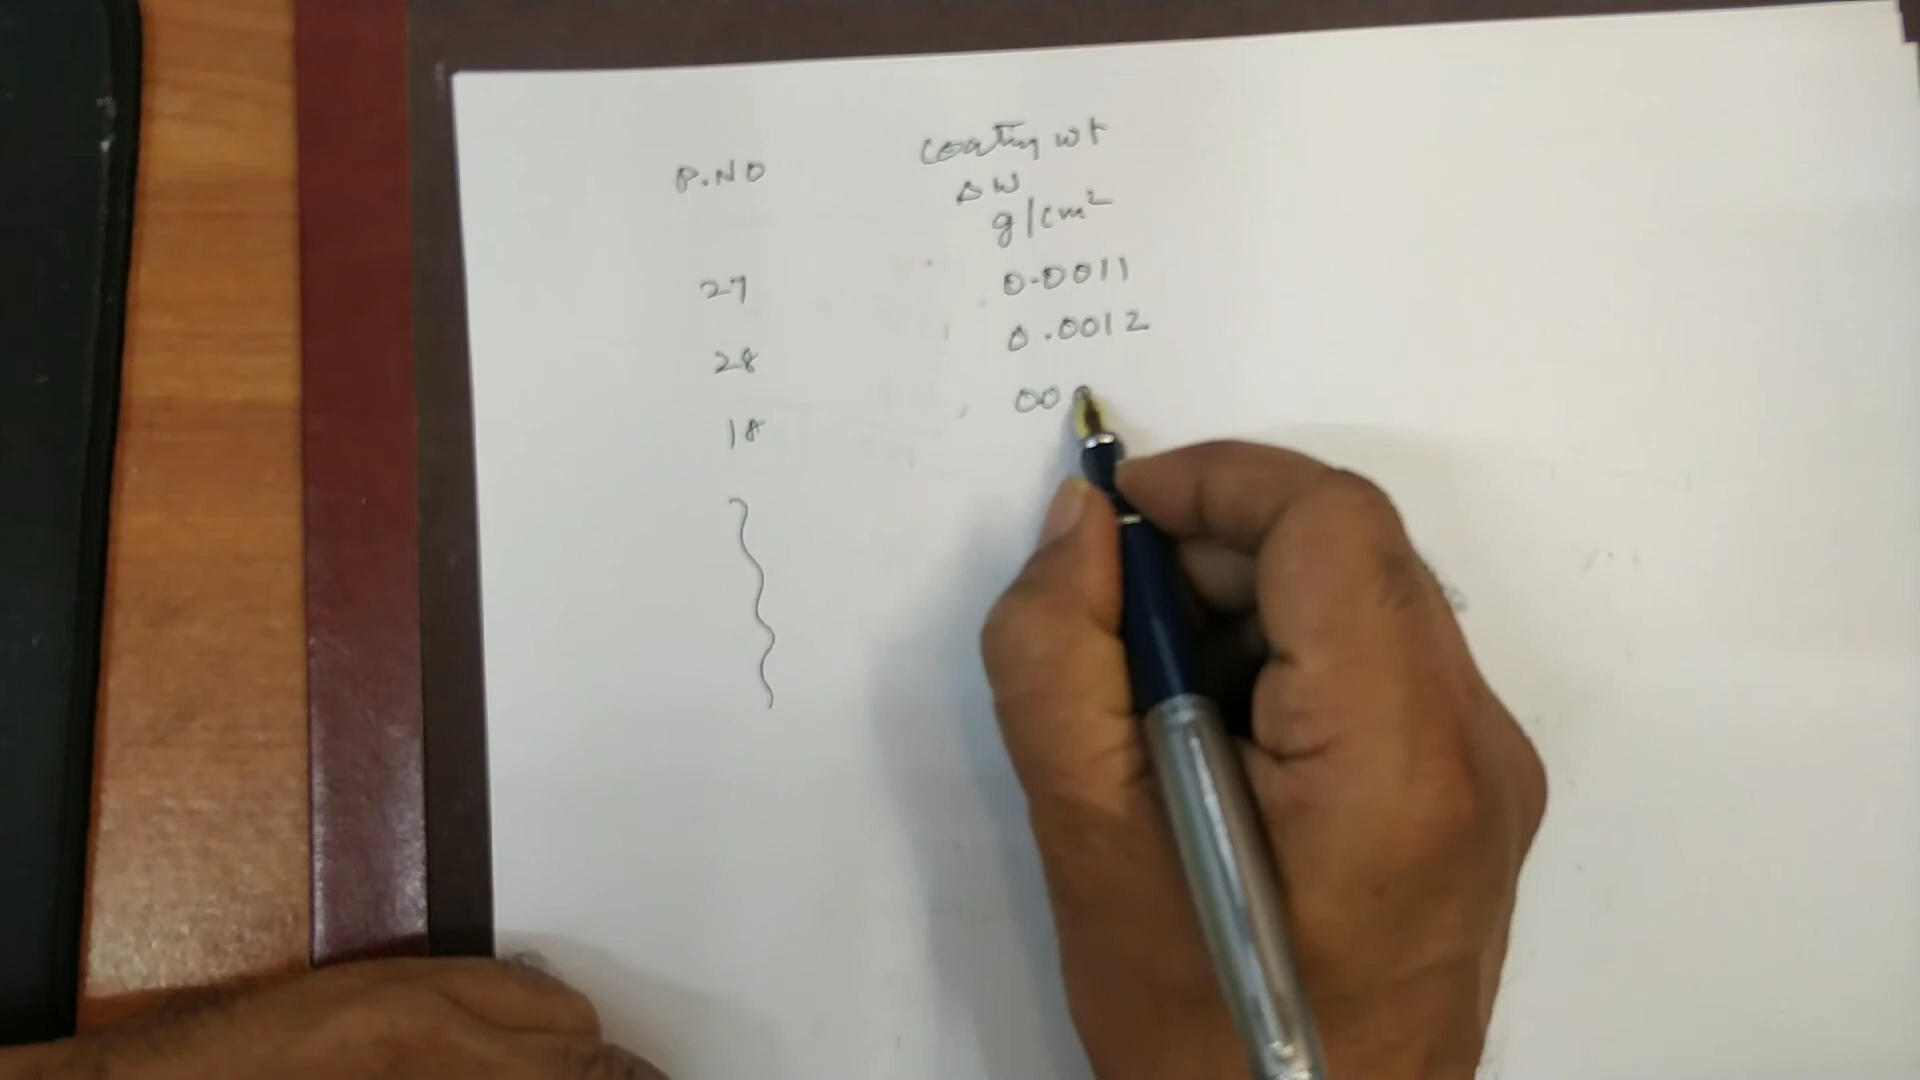 P.NO coating wt
ΔW
g/cm²
27 0.0011
28 0.0012
18 00